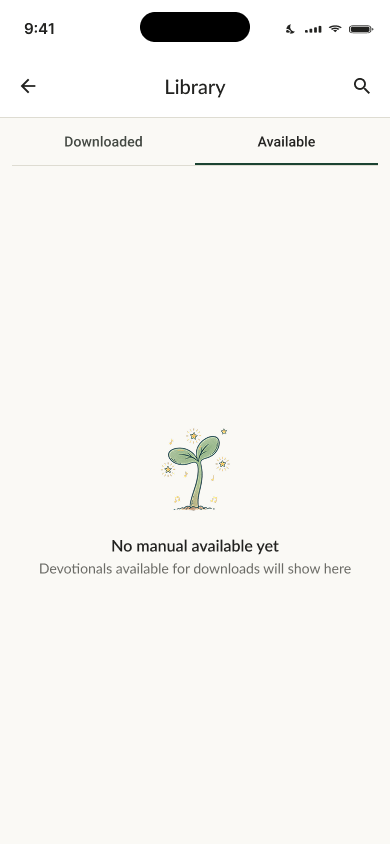 9:41
Library
Downloaded
Available
No manual available yet
Devotionals available for downloads will show here